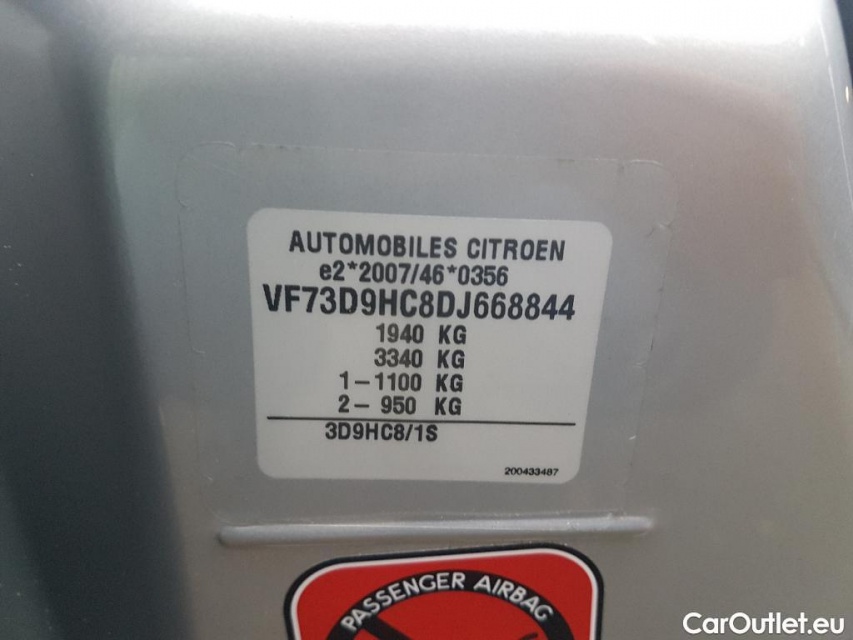 AUTOMOBILES CITROEN
e2*2007/46*0356
VF73D9HC8DJ668844
1940 KG
3340 KG
1-1100 KG
2- 950 KG
3D9HC8/1S
200433487
PASSENGER AIRBAG
CarOutlet.eu